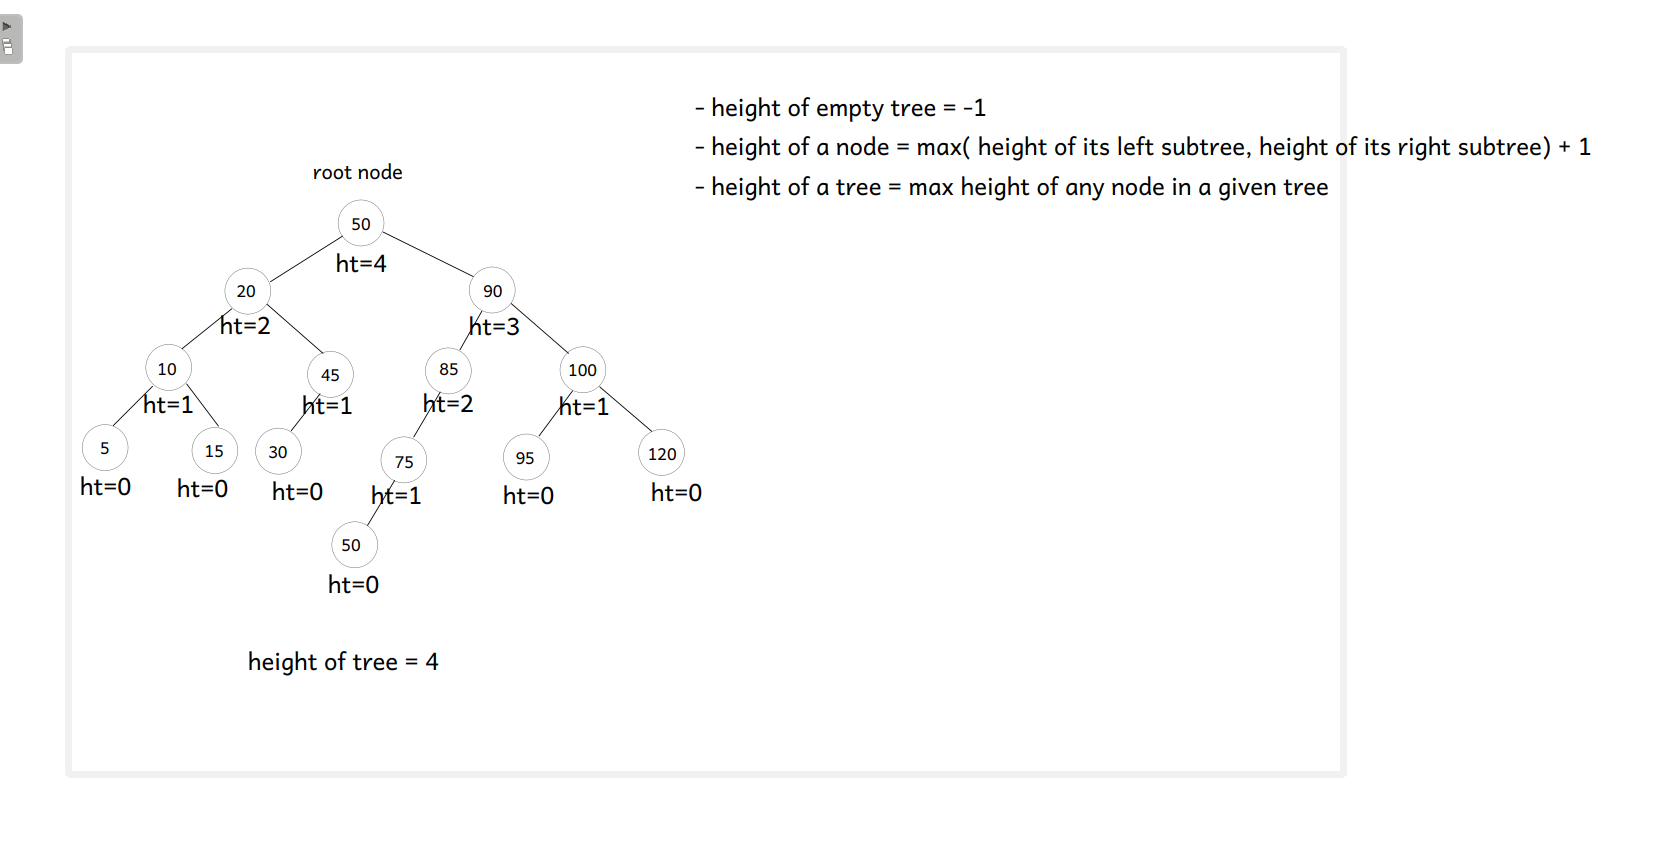 - height of empty tree = -1
- height of a node = max( height of its left subtree, height of its right subtree) + 1
- height of a tree = max height of any node in a given tree
root node
50
ht=4
20
90
ht=2
ht=3
10
45
85
100
ht=1
ht=1
ht=2
ht=1
5
15
30
75
95
120
ht=0
ht=0
ht=0
ht=1
ht=0
ht=0
50
ht=0
height of tree = 4